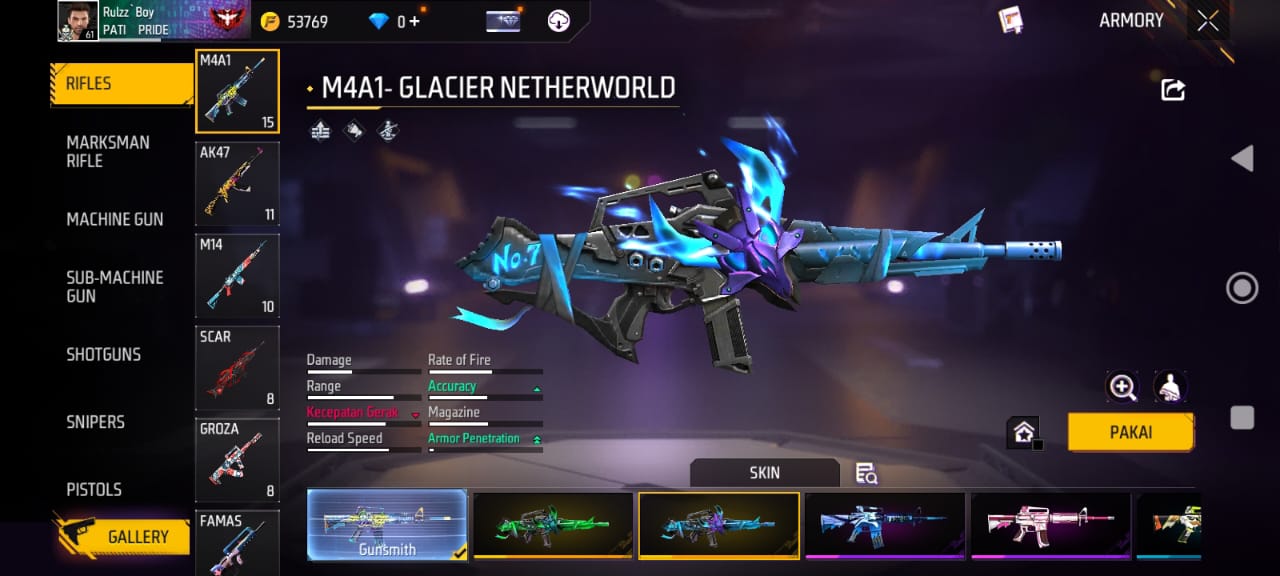 Rulzz`Boy
PATI PRIDE
61
53769
0+
ARMORY
RIFLES
MARKSMAN
RIFLE
MACHINE GUN
SUB-MACHINE
GUN
SHOTGUNS
SNIPERS
PISTOLS
GALLERY
M4A1
15
AK47
11
M14
10
SCAR
8
GROZA
8
FAMAS
M4A1- GLACIER NETHERWORLD
No.7
Damage
Rate of Fire
Range
Accuracy
Kecepatan Gerak
Magazine
Reload Speed
Armor Penetration
PAKAI
SKIN
Gunsmith